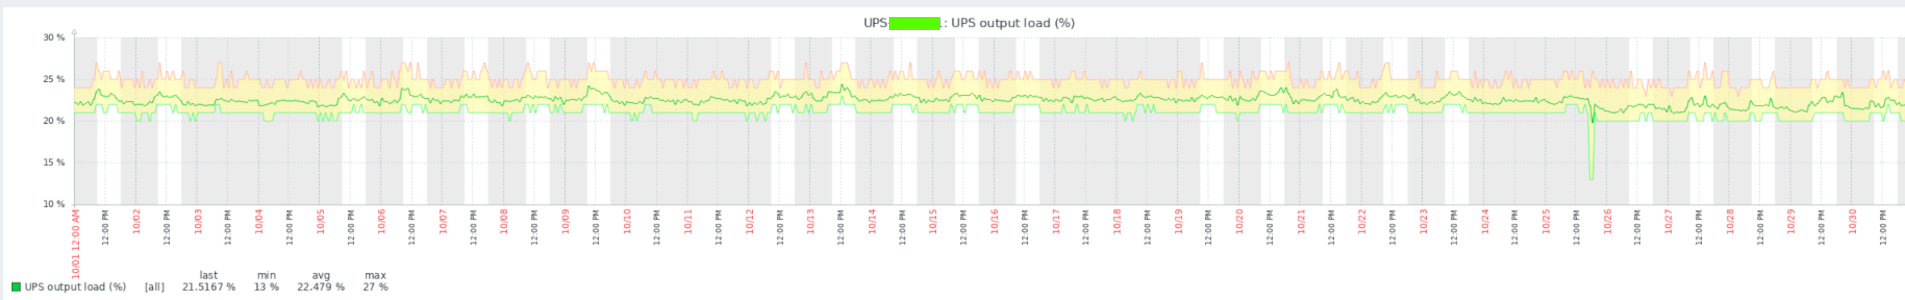 UPS .: UPS output load (%)
30 %
25 %
20 %
15 %
10 %
10/01 12:00 AM
12:00 PM
10/02
12:00 PM
10/03
12:00 PM
10/04
12:00 PM
10/05
12:00 PM
10/06
12:00 PM
10/07
12:00 PM
10/08
12:00 PM
10/09
12:00 PM
10/10
12:00 PM
10/11
12:00 PM
10/12
12:00 PM
10/13
12:00 PM
10/14
12:00 PM
10/15
12:00 PM
10/16
12:00 PM
10/17
12:00 PM
10/18
12:00 PM
10/19
12:00 PM
10/20
12:00 PM
10/21
12:00 PM
10/22
12:00 PM
10/23
12:00 PM
10/24
12:00 PM
10/25
12:00 PM
10/26
12:00 PM
10/27
12:00 PM
10/28
12:00 PM
10/29
12:00 PM
10/30
12:00 PM
last min avg max
UPS output load (%) [all] 21.5167 % 13 % 22.479 % 27 %